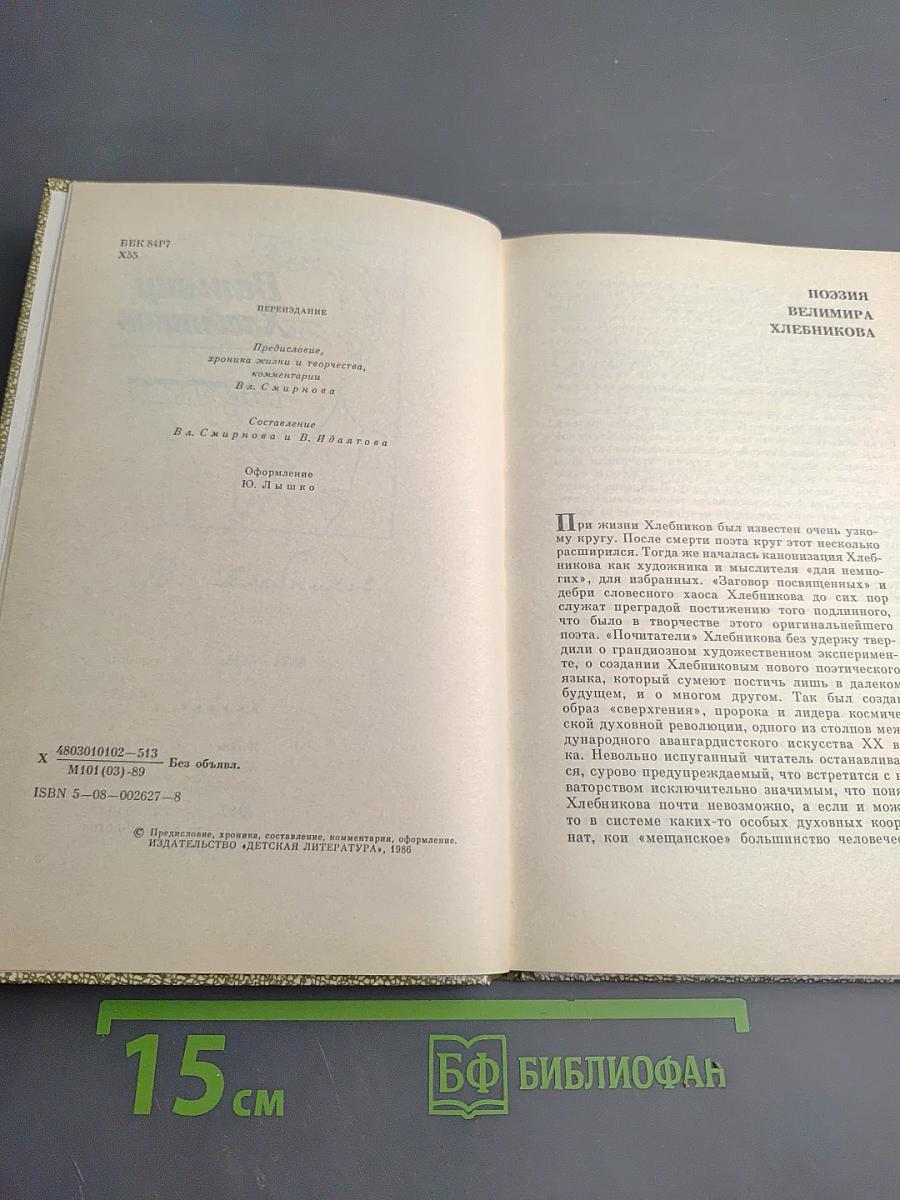 ББК 84Р7
Х55
ПЕРЕИЗДАНИЕ
Предисловие,
хроника жизни и творчества,
комментарии
Вл. Смирнова
Составление
Вл. Смирнова и В. Идаятова
Оформление
Ю. Лышко
Х 4803010102—513
М101(03)-89
Без объявл.
ISBN 5—08—002627—8
© Предисловие, хроника, составление, комментарии, оформление.
ИЗДАТЕЛЬСТВО «ДЕТСКАЯ ЛИТЕРАТУРА», 1986
ПОЭЗИЯ
ВЕЛИМИРА
ХЛЕБНИКОВА
При жизни Хлебников был известен очень узко-
му кругу. После смерти поэта круг этот несколько
расширился. Тогда же началась канонизация Хлеб-
никова как художника и мыслителя «для немно-
гих», для избранных. «Заговор посвященных» и
дебри словесного хаоса Хлебникова до сих пор
служат преградой постижению того подлинного,
что было в творчестве этого оригинальнейшего
поэта. «Почитатели» Хлебникова без удержу твер-
дили о грандиозном художественном эксперимен-
те, о создании Хлебниковым нового поэтического
языка, который сумеют постичь лишь в далеком
будущем, и о многом другом. Так был создан
образ «сверхгения», пророка и лидера космиче-
ской духовной революции, одного из столпов меж
дународного авангардистского искусства XX в
ка. Невольно испуганный читатель останавлива
ся, сурово предупреждаемый, что встретится с н
ваторством исключительно значимым, что поня
Хлебникова почти невозможно, а если и мож
то в системе каких-то особых духовных коор
нат, кои «мещанское» большинство человечес
15 см
БФ БИБЛИОФАН